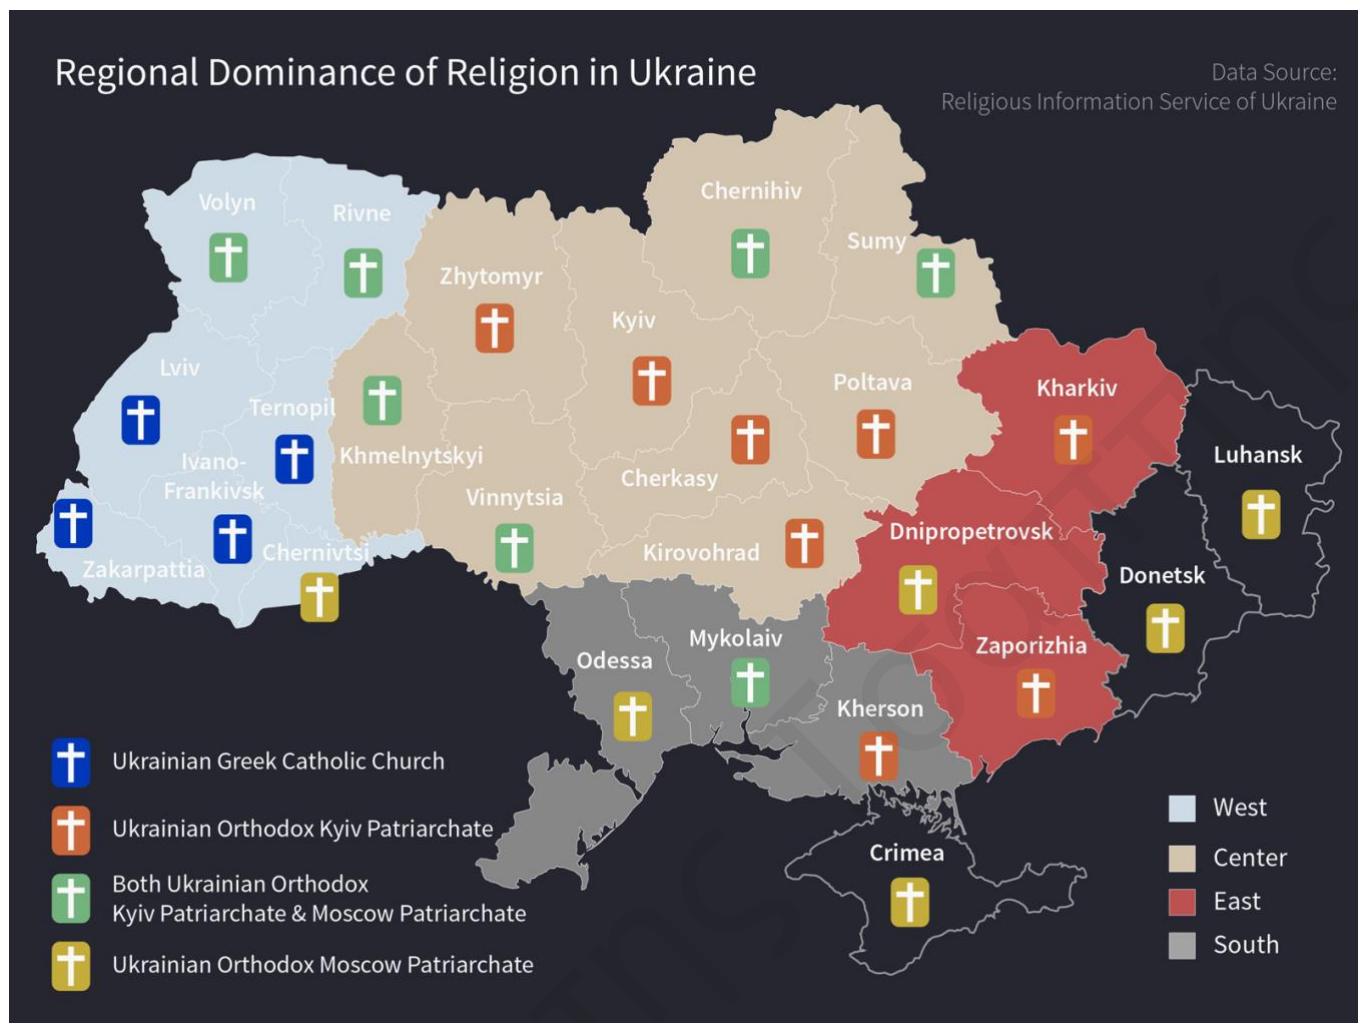 Regional Dominance of Religion in Ukraine
Data Source:
Religious Information Service of Ukraine
Volyn
Rivne
Chernihiv
Sumy
Zhytomyr
Kyiv
Lviv
Ternopil
Poltava
Kharkiv
Khmelnytskyi
Ivano-
Frankivsk
Cherkasy
Luhansk
Vinnytsia
Dnipropetrovsk
Kirovohrad
Chernivtsi
Zakarpattia
Donetsk
Mykolaiv
Zaporizhia
Odessa
Kherson
Crimea
Ukrainian Greek Catholic Church
Ukrainian Orthodox Kyiv Patriarchate
Both Ukrainian Orthodox
Kyiv Patriarchate & Moscow Patriarchate
Ukrainian Orthodox Moscow Patriarchate
West
Center
East
South